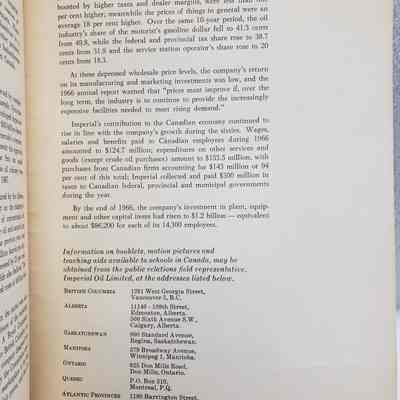 boosted by higher taxes and dealer margins, were less than
per cent higher; meanwhile the prices of things in general were an
average 18 per cent higher. Over the same 10-year period, the oil
industry's share of the motorist's gasoline dollar fell to 41.3 cents
from 49.8, while the federal and provincial tax share rose to 38.7
cents from 31.9 and the service station operator's share rose to 20
cents from 18.3.
At these depressed wholesale price levels, the company's return
on its manufacturing and marketing investments was low, and the
1966 annual report warned that "prices must improve if, over the
long term, the industry is to continue to provide the increasingly
expensive facilities needed to meet rising demand."
Imperial's contribution to the Canadian economy continued to
rise in line with the company's growth during the sixties. Wages,
salaries and benefits paid to Canadian employees during 1966
amounted to $124.7 million; expenditures on other services and
goods (except crude oil purchases) amount to $153.5 million, with
purchases from Canadian firms accounting for $143 million or 94
per cent of this total; Imperial collected and paid $300 million in
taxes to Canadian federal, provincial and municipal governments
during the year.
By the end of 1966, the company's investment in plant, equip-
ment and other capital items had risen to $1.2 billion — equivalent
to about $86,200 for each of its 14,300 employees.
Information on booklets, motion pictures and
teaching aids available to schools in Canada, may be
obtained from the public relations field representative,
Imperial Oil Limited, at the addresses listed below.
BRITISH COLUMBIA 1281 West Georgia Street,
Vancouver 5, B.C.
ALBERTA 11140 - 109th Street,
Edmonton, Alberta.
500 Sixth Avenue S.W.,
Calgary, Alberta.
SASKATCHEWAN Standard Avenue,
Regina, Saskatchewan.
MANITOBA 379 Broadway Avenue,
Winnipeg 1, Manitoba.
ONTARIO 825 Don Mills Road,
Don Mills, Ontario.
QUEBEC P.O. Box
Montreal, P.Q.
ATLANTIC PROVINCES Barrington Street,